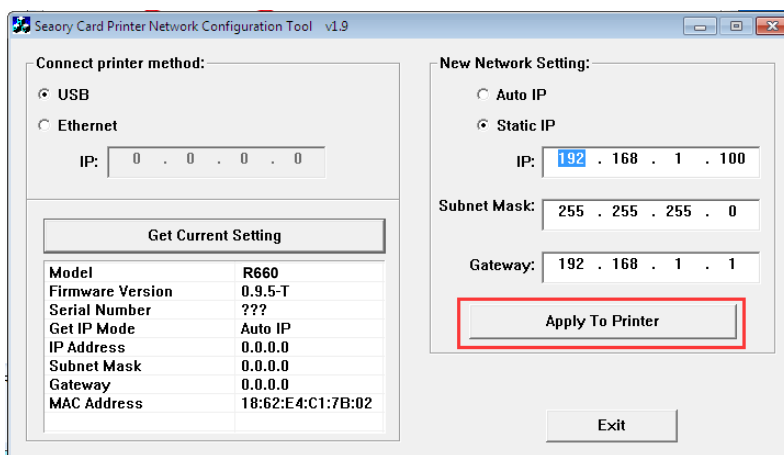 Seaory Card Printer Network Configuration Tool v1.9
Connect printer method:
USB
Ethernet
IP: 0 . 0 . 0 . 0
Get Current Setting
Model R660
Firmware Version 0.9.5-T
Serial Number ???
Get IP Mode Auto IP
IP Address 0.0.0.0
Subnet Mask 0.0.0.0
Gateway 0.0.0.0
MAC Address 18:62:E4:C1:7B:02
New Network Setting:
Auto IP
Static IP
IP: 192 . 168 . 1 . 100
Subnet Mask: 255 . 255 . 255 . 0
Gateway: 192 . 168 . 1 . 1
Apply To Printer
Exit